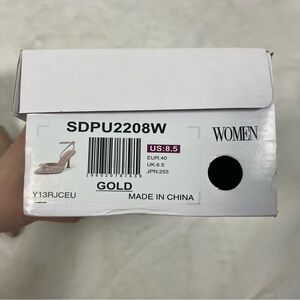 SDPU2208W
WOMEN
US:8.5
EUR:40
UK:6.5
JPN:255
Y13RJCEU
GOLD
MADE IN CHINA